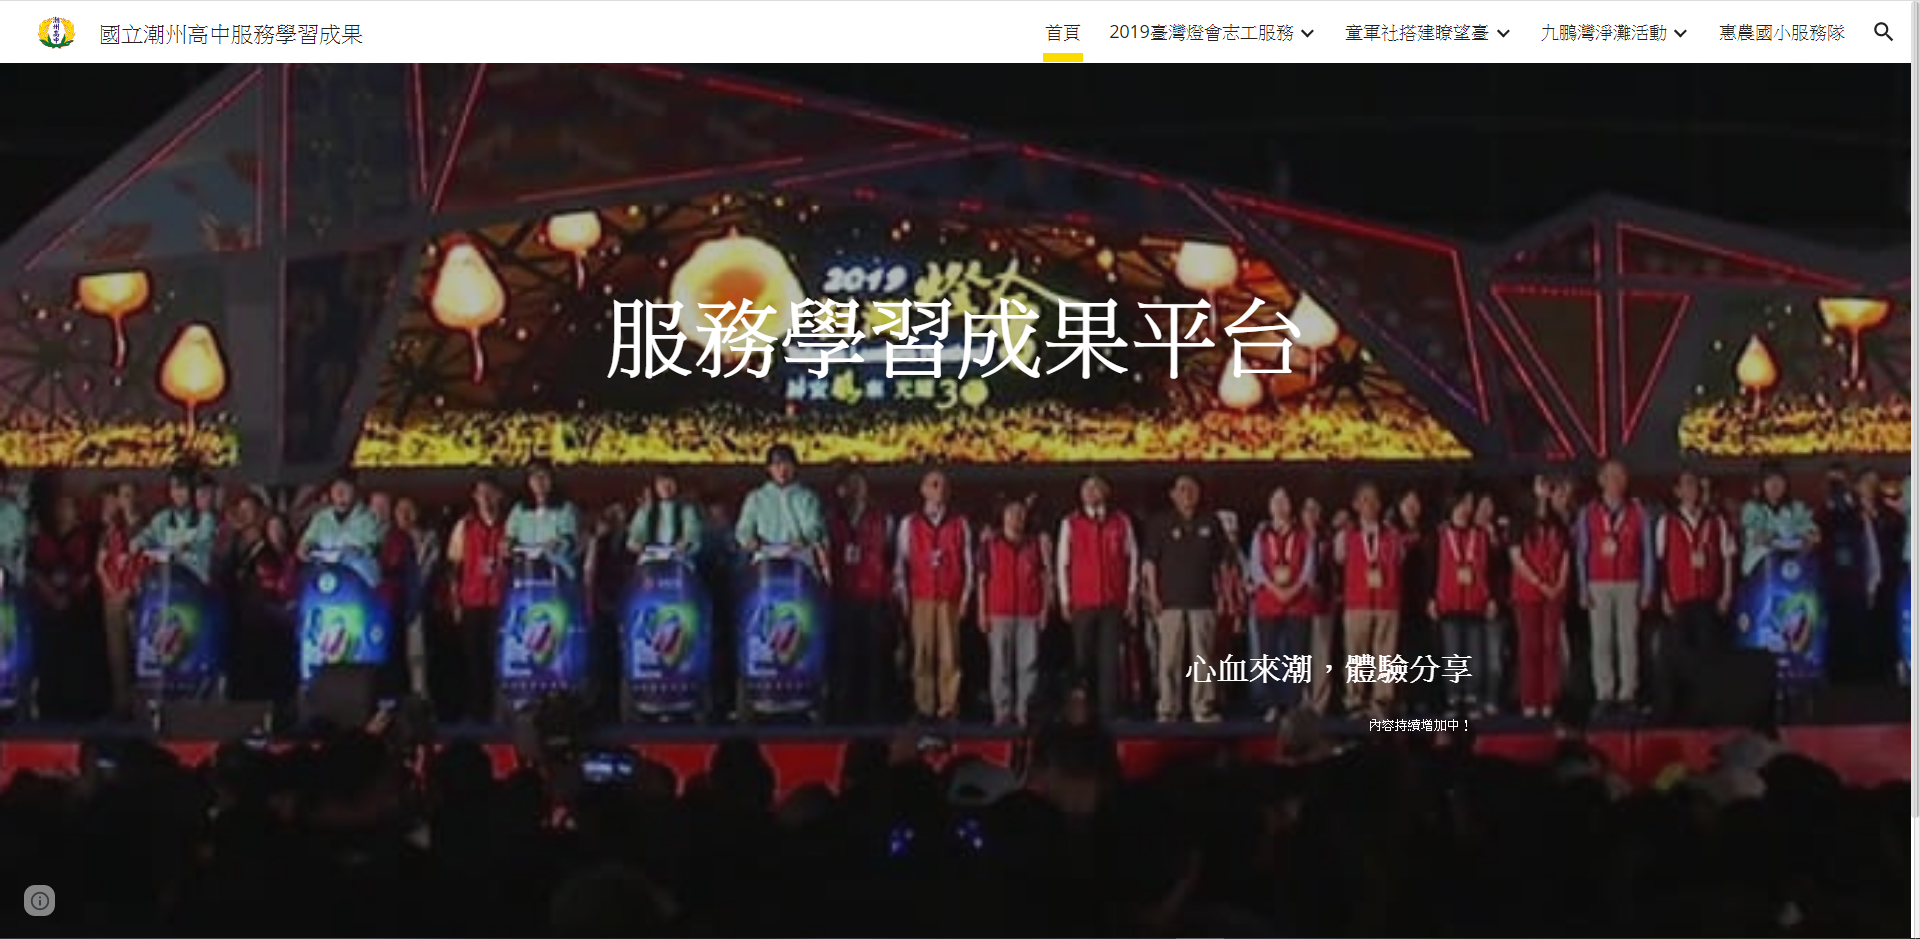 國立潮州高中服務學習成果
首頁
2019臺灣燈會志工服務
童軍社搭建瞭望臺
九鵬灣淨灘活動
惠農國小服務隊
2019
服務學習成果平台
心血來潮，體驗分享
內容持續增加中！